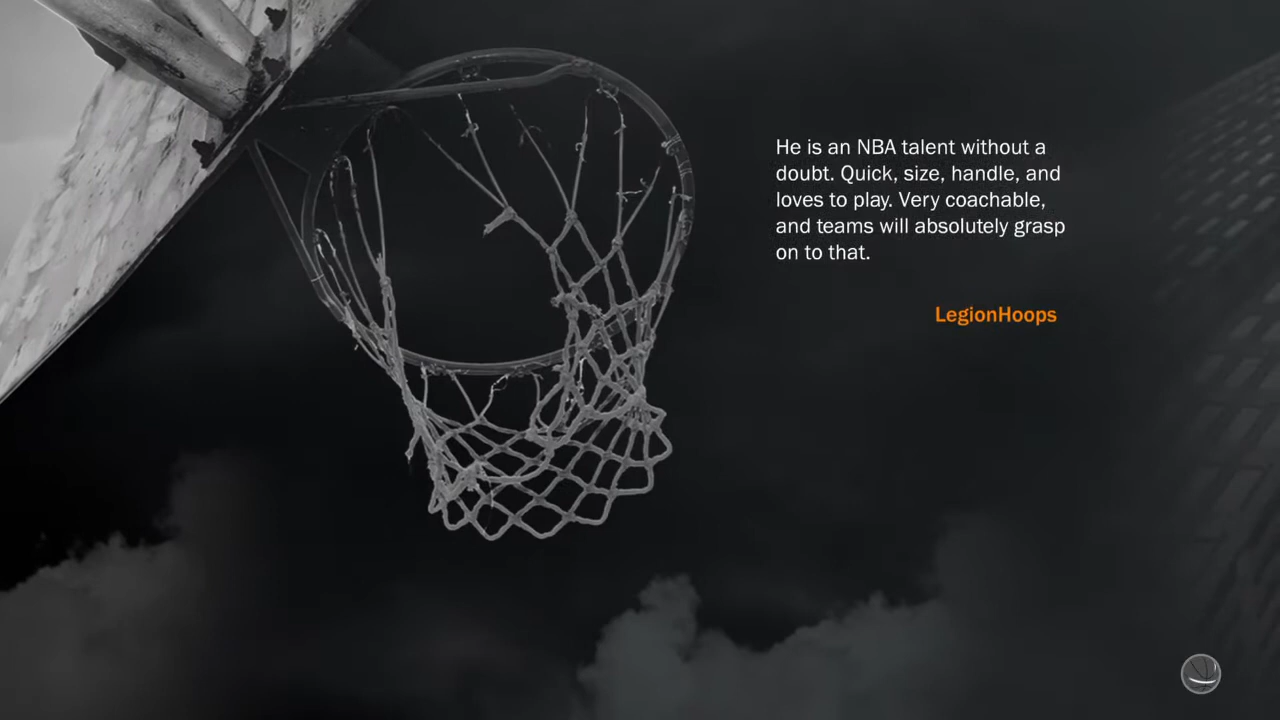 He is an NBA talent without a
doubt. Quick, size, handle, and
loves to play. Very coachable,
and teams will absolutely grasp
on to that.
LegionHoops